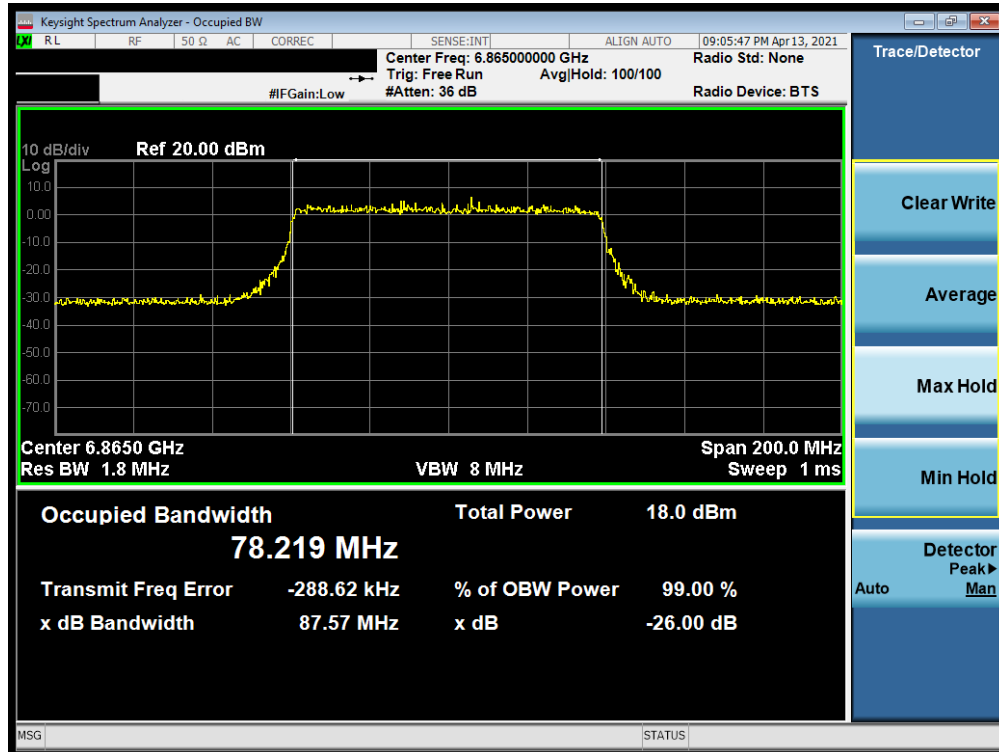 Keysight Spectrum Analyzer - Occupied BW
LXI RL RF 50 Ω AC CORREC SENSE:INT ALIGN AUTO 09:05:47 PM Apr 13, 2021
Center Freq: 6.865000000 GHz Radio Std: None
Trig: Free Run Avg|Hold: 100/100
#IFGain:Low #Atten: 36 dB Radio Device: BTS
Trace/Detector
10 dB/div Ref 20.00 dBm
Log
10.0
0.00
-10.0
-20.0
-30.0
-40.0
-50.0
-60.0
-70.0
Center 6.8650 GHz Span 200.0 MHz
Res BW 1.8 MHz VBW 8 MHz Sweep 1 ms
Occupied Bandwidth Total Power 18.0 dBm
78.219 MHz
Transmit Freq Error -288.62 kHz % of OBW Power 99.00 %
x dB Bandwidth 87.57 MHz x dB -26.00 dB
Clear Write
Average
Max Hold
Min Hold
Detector
Peak▶
Auto Man
MSG STATUS